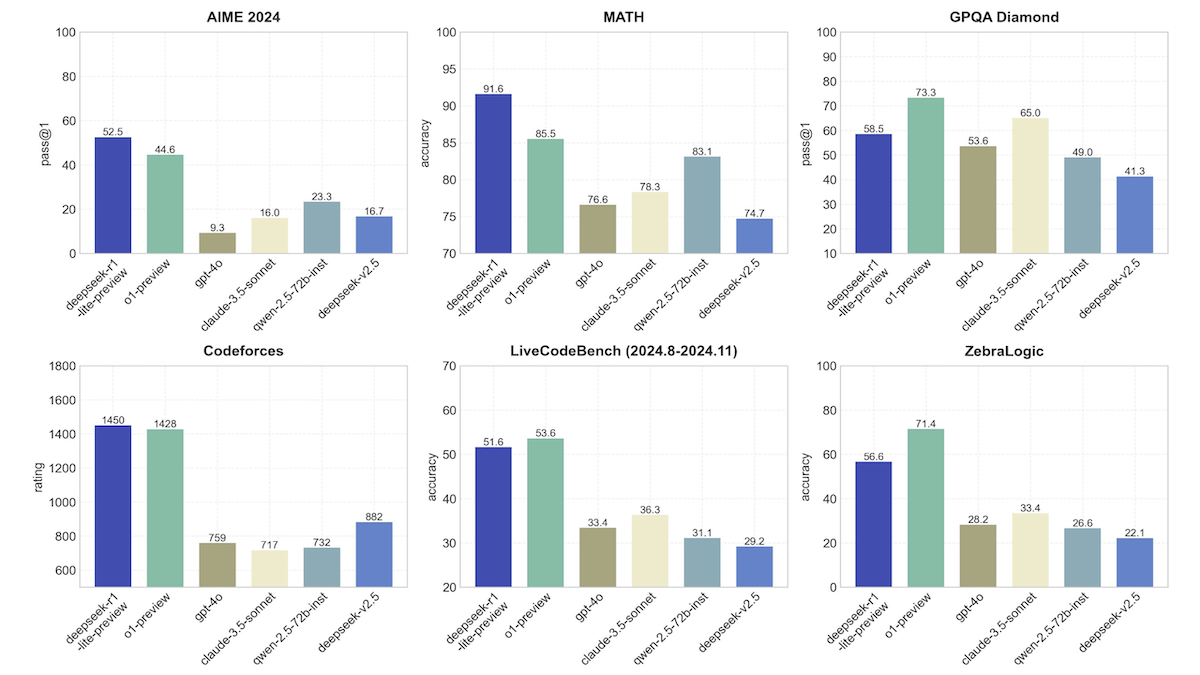 AIME 2024
pass@1
100
80
60
40
20
0
52.5
44.6
9.3
16.0
23.3
16.7
deepseek-r1
-lite-preview
o1-preview
gpt-4o
claude-3.5-sonnet
qwen-2.5-72b-inst
deepseek-v2.5
MATH
accuracy
100
95
90
85
80
75
70
91.6
85.5
76.6
78.3
83.1
74.7
deepseek-r1
-lite-preview
o1-preview
gpt-4o
claude-3.5-sonnet
qwen-2.5-72b-inst
deepseek-v2.5
GPQA Diamond
pass@1
100
90
80
70
60
50
40
30
20
10
58.5
73.3
53.6
65.0
49.0
41.3
deepseek-r1
-lite-preview
o1-preview
gpt-4o
claude-3.5-sonnet
qwen-2.5-72b-inst
deepseek-v2.5
Codeforces
rating
1800
1600
1400
1200
1000
800
600
1450
1428
759
717
732
882
deepseek-r1
-lite-preview
o1-preview
gpt-4o
claude-3.5-sonnet
qwen-2.5-72b-inst
deepseek-v2.5
LiveCodeBench (2024.8-2024.11)
accuracy
70
60
50
40
30
20
51.6
53.6
33.4
36.3
31.1
29.2
deepseek-r1
-lite-preview
o1-preview
gpt-4o
claude-3.5-sonnet
qwen-2.5-72b-inst
deepseek-v2.5
ZebraLogic
accuracy
100
80
60
40
20
0
56.6
71.4
28.2
33.4
26.6
22.1
deepseek-r1
-lite-preview
o1-preview
gpt-4o
claude-3.5-sonnet
qwen-2.5-72b-inst
deepseek-v2.5